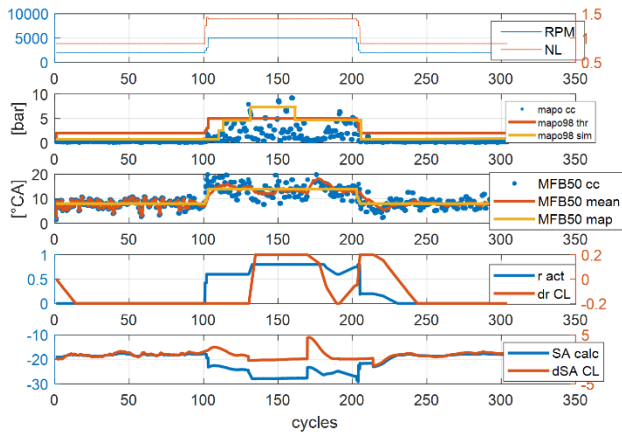 10000
5000
0
1.5
1
0.5
RPM
NL
0 50 100 150 200 250 300 350
[bar]
10
5
0
mapo cc
mapo98 thr
mapo98 sim
0 50 100 150 200 250 300 350
[°CA]
20
10
0
MFB50 cc
MFB50 mean
MFB50 map
0 50 100 150 200 250 300 350
1
0.5
0
0.2
0
-0.2
r act
dr CL
0 50 100 150 200 250 300 350
-10
-20
-30
5
-5
SA calc
dSA CL
0 50 100 150 200 250 300 350
cycles